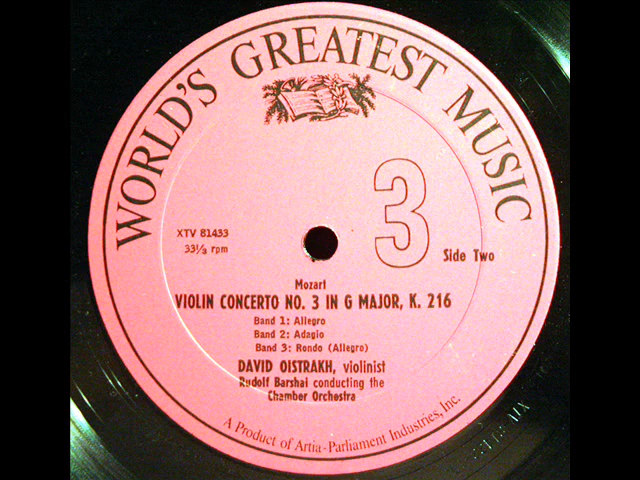 WORLD'S GREATEST MUSIC
3
XTV 81433
33⅓ rpm
Side Two
Mozart
VIOLIN CONCERTO NO. 3 IN G MAJOR, K. 216
Band 1: Allegro
Band 2: Adagio
Band 3: Rondo (Allegro)
DAVID OISTRAKH, violinist
Rudolf Barshai conducting the
Chamber Orchestra
A Product of Artia-Parliament Industries, Inc.